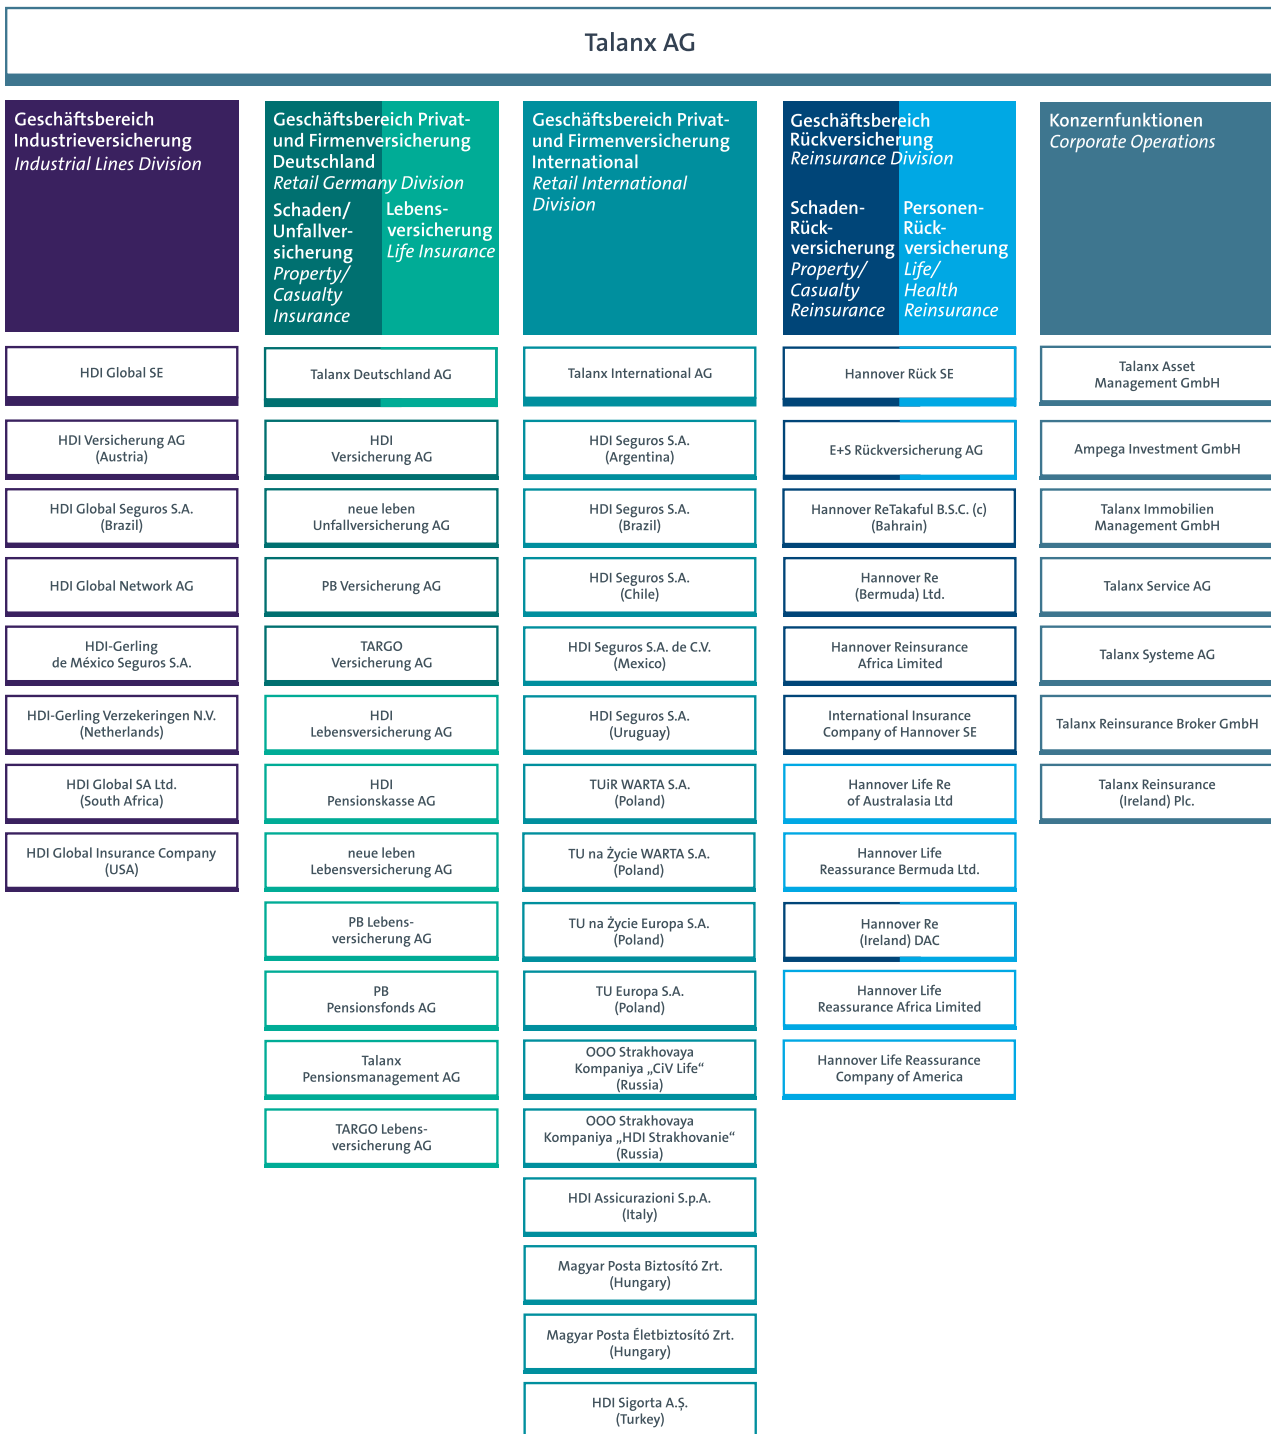 Talanx AG
Geschäftsbereich
Industrieversicherung
Industrial Lines Division
HDI Global SE
HDI Versicherung AG
(Austria)
HDI Global Seguros S.A.
(Brazil)
HDI Global Network AG
HDI-Gerling
de México Seguros S.A.
HDI-Gerling Verzekeringen N.V.
(Netherlands)
HDI Global SA Ltd.
(South Africa)
HDI Global Insurance Company
(USA)
Geschäftsbereich Privat-
und Firmenversicherung
Deutschland
Retail Germany Division
Schaden/
Unfallver-
sicherung
Property/
Casualty
Insurance
Lebens-
versicherung
Life Insurance
Talanx Deutschland AG
HDI
Versicherung AG
neue leben
Unfallversicherung AG
PB Versicherung AG
TARGO
Versicherung AG
HDI
Lebensversicherung AG
HDI
Pensionskasse AG
neue leben
Lebensversicherung AG
PB Lebens-
versicherung AG
PB
Pensionsfonds AG
Talanx
Pensionsmanagement AG
TARGO Lebens-
versicherung AG
Geschäftsbereich Privat-
und Firmenversicherung
International
Retail International
Division
Talanx International AG
HDI Seguros S.A.
(Argentina)
HDI Seguros S.A.
(Brazil)
HDI Seguros S.A.
(Chile)
HDI Seguros S.A. de C.V.
(Mexico)
HDI Seguros S.A.
(Uruguay)
TUiR WARTA S.A.
(Poland)
TU na Życie WARTA S.A.
(Poland)
TU na Życie Europa S.A.
(Poland)
TU Europa S.A.
(Poland)
OOO Strakhovaya
Kompaniya „CiV Life“
(Russia)
OOO Strakhovaya
Kompaniya „HDI Strakhovanie“
(Russia)
HDI Assicurazioni S.p.A.
(Italy)
Magyar Posta Biztosító Zrt.
(Hungary)
Magyar Posta Életbiztosító Zrt.
(Hungary)
HDI Sigorta A.Ş.
(Turkey)
Geschäftsbereich
Rückversicherung
Reinsurance Division
Schaden-
Rück-
versicherung
Property/
Casualty
Reinsurance
Personen-
Rück-
versicherung
Life/
Health
Reinsurance
Hannover Rück SE
E+S Rückversicherung AG
Hannover ReTakaful B.S.C. (c)
(Bahrain)
Hannover Re
(Bermuda) Ltd.
Hannover Reinsurance
Africa Limited
International Insurance
Company of Hannover SE
Hannover Life Re
of Australasia Ltd
Hannover Life
Reassurance Bermuda Ltd.
Hannover Re
(Ireland) DAC
Hannover Life
Reassurance Africa Limited
Hannover Life Reassurance
Company of America
Konzernfunktionen
Corporate Operations
Talanx Asset
Management GmbH
Ampega Investment GmbH
Talanx Immobilien
Management GmbH
Talanx Service AG
Talanx Systeme AG
Talanx Reinsurance Broker GmbH
Talanx Reinsurance
(Ireland) Plc.